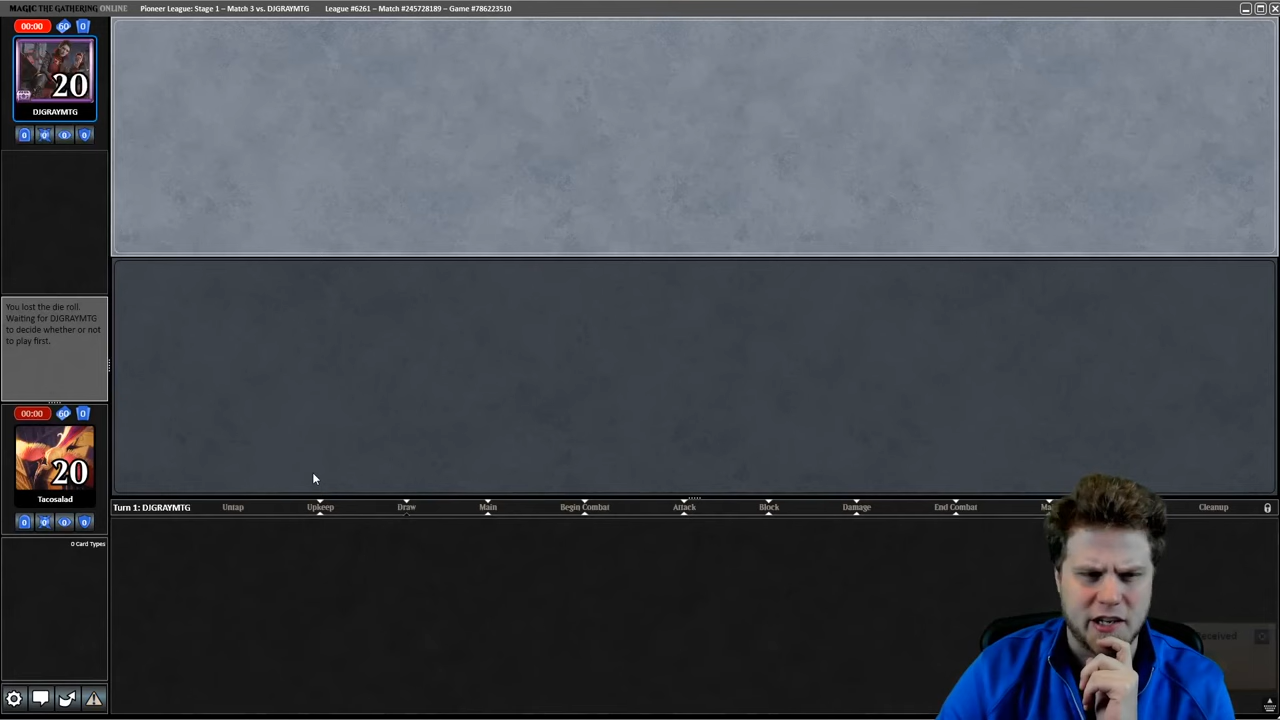 MAGIC THE GATHERING ONLINE
Pioneer League: Stage 1 – Match 3 vs. DJGRAYMTG
League #6261 – Match #245728189 – Game #786223510
00:00 60 0
20
DJGRAYMTG
0 0 0 0
You lost the die roll.
Waiting for DJGRAYMTG
to decide whether or not
to play first.
00:00 60 0
20
Tacosalad
0 0 0 0
Turn 1: DJGRAYMTG Untap Upkeep Draw Main Begin Combat Attack Block Damage End Combat Cleanup
0 Card Types